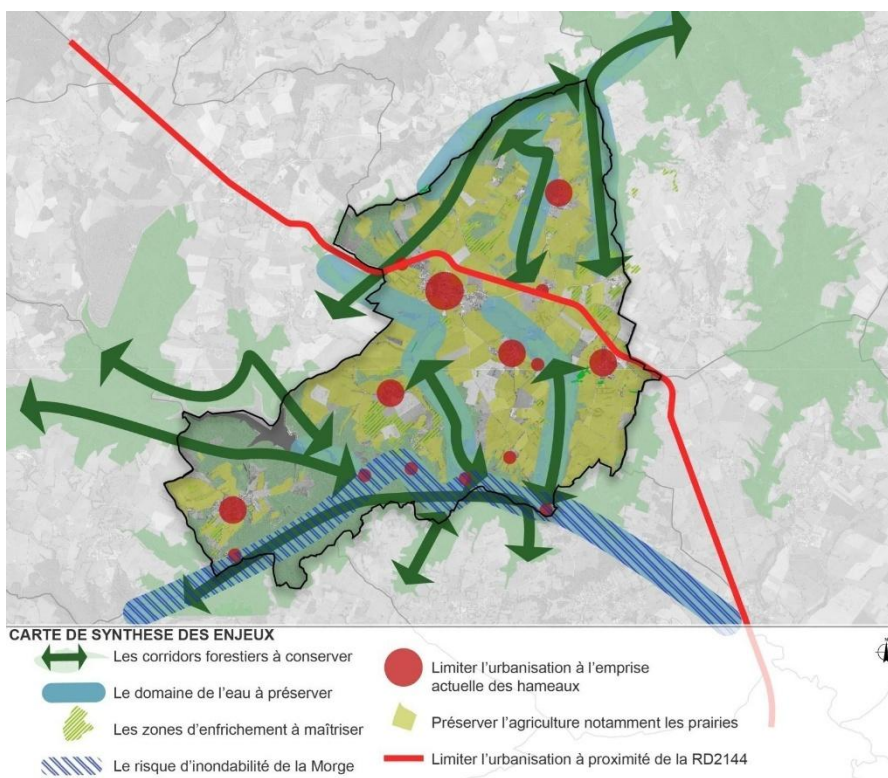 CARTE DE SYNTHESE DES ENJEUX
Les corridors forestiers à conserver
Le domaine de l'eau à préserver
Les zones d'enfrichement à maîtriser
Le risque d'inondabilité de la Morge
Limiter l'urbanisation à l'emprise
actuelle des hameaux
Préserver l'agriculture notamment les prairies
Limiter l'urbanisation à proximité de la RD2144